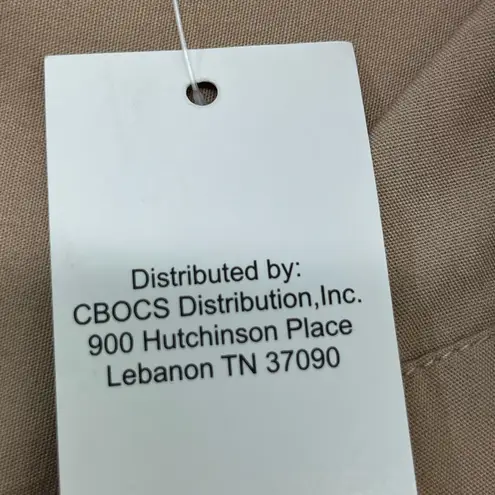 Distributed by:
CBOCS Distribution,Inc.
900 Hutchinson Place
Lebanon TN 37090